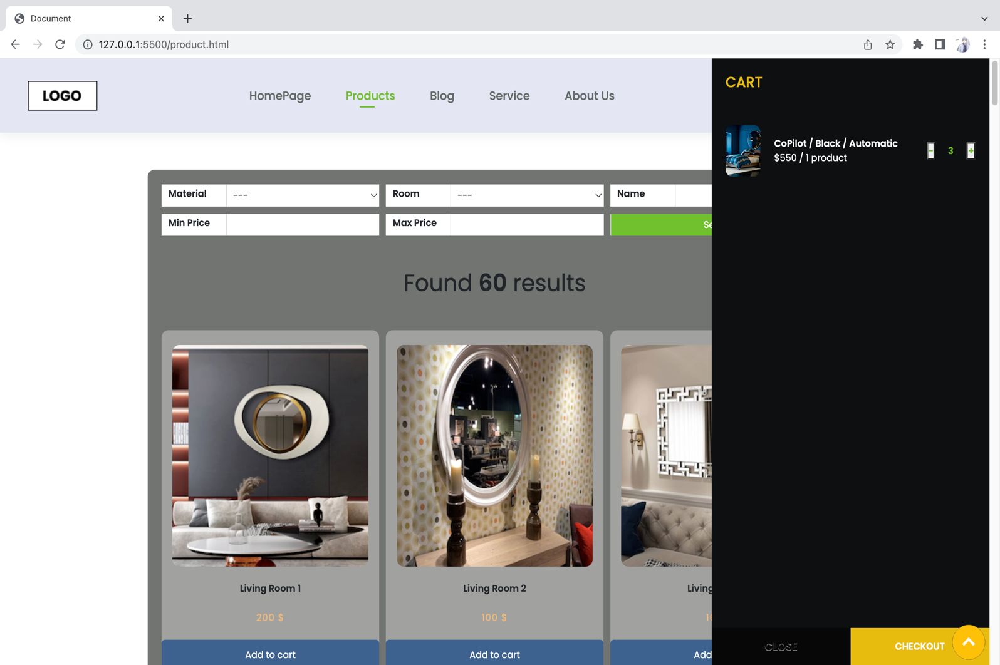 Document
127.0.0.1:5500/product.html
LOGO
HomePage
Products
Blog
Service
About Us
CART
CoPilot / Black / Automatic
$550 / 1 product
-
3
+
Material
---
Room
---
Name
Min Price
Max Price
Se
Found 60 results
Living Room 1
Living Room 2
Living
200 $
100 $
16
Add to cart
Add to cart
Add
CLOSE
CHECKOUT